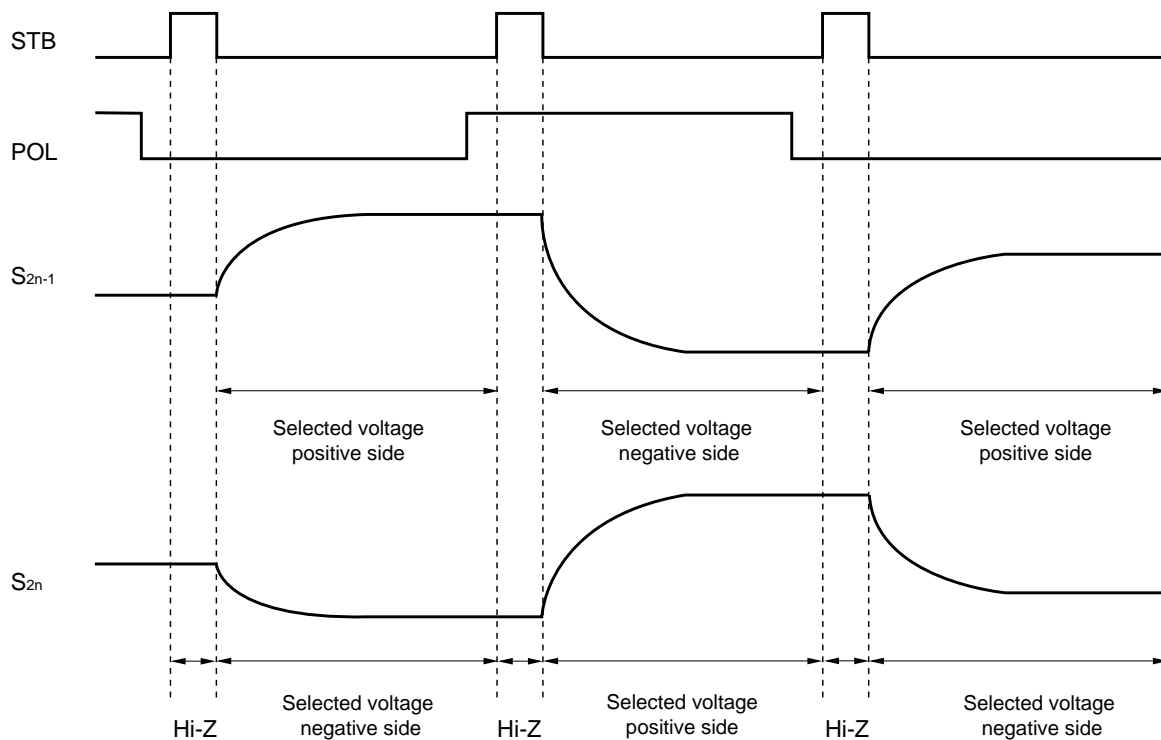 STB
POL
S2n-1
Selected voltage
positive side
Selected voltage
negative side
Selected voltage
positive side
S2n
Hi-Z
Selected voltage
negative side
Hi-Z
Selected voltage
positive side
Hi-Z
Selected voltage
negative side